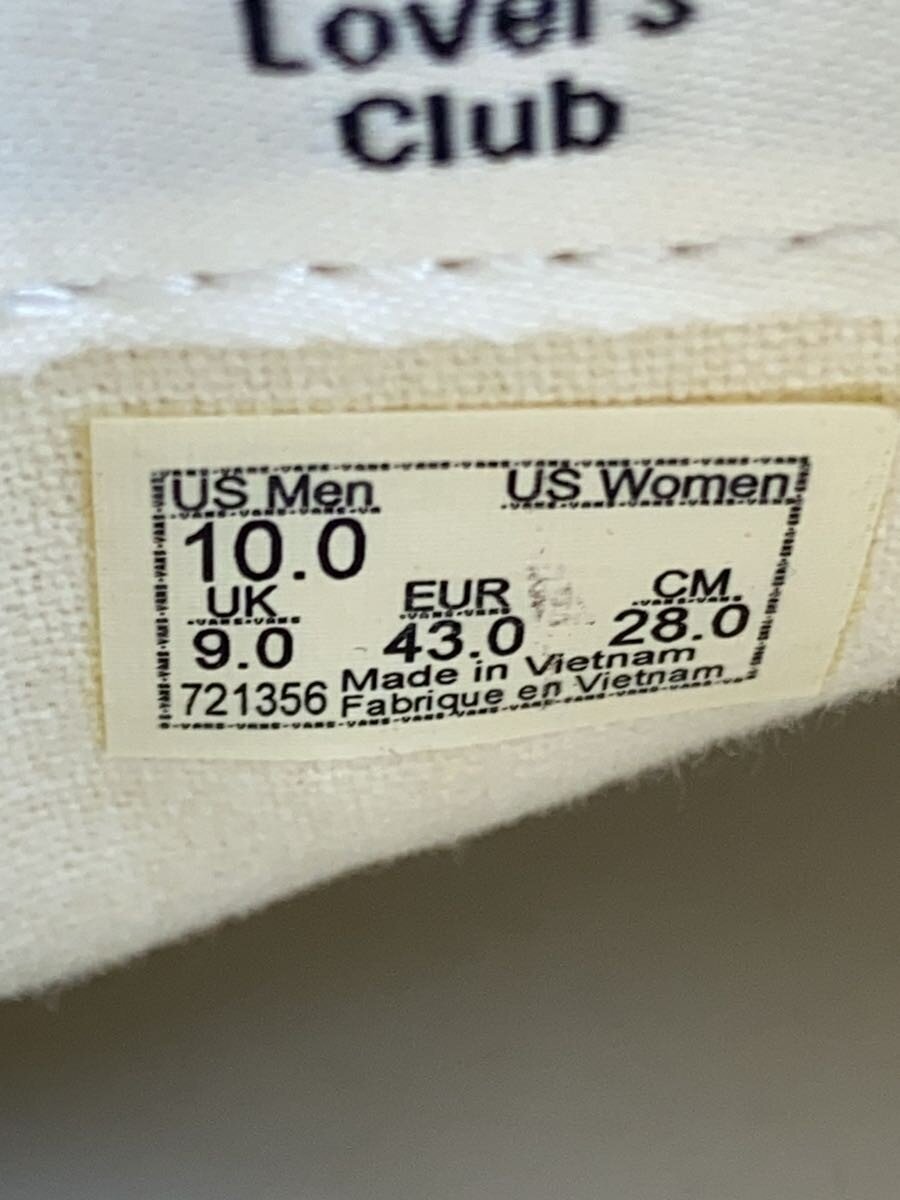 Lovers
Club
US Men US Women
10.0
UK EUR CM
9.0 43.0 28.0
721356 Made in Vietnam
Fabrique en Vietnam